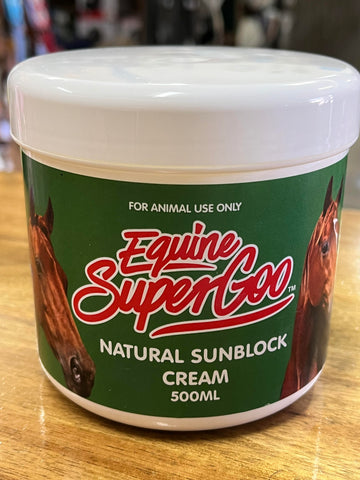 FOR ANIMAL USE ONLY
Equine
SuperGoo™
NATURAL SUNBLOCK
CREAM
500ML